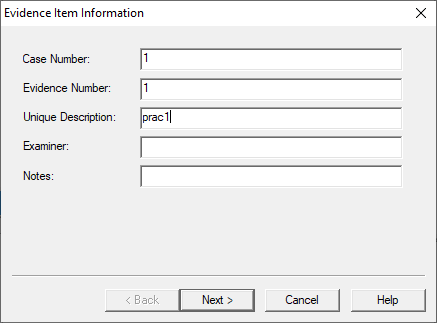 Evidence Item Information
Case Number: 1
Evidence Number: 1
Unique Description: prac1
Examiner:
Notes:
< Back Next > Cancel Help